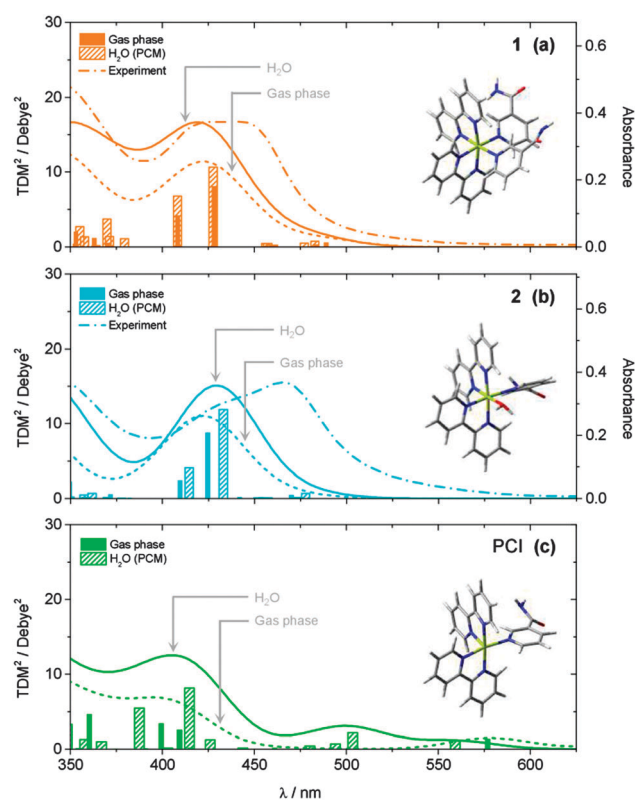 Gas phase
H₂O (PCM)
Experiment
H₂O
Gas phase
1 (a)
TDM² / Debye²
30
20
10
0
Absorbance
0.6
0.4
0.2
0.0
Gas phase
H₂O (PCM)
Experiment
H₂O
Gas phase
2 (b)
TDM² / Debye²
30
20
10
0
Absorbance
0.6
0.4
0.2
0.0
Gas phase
H₂O (PCM)
H₂O
Gas phase
PCI (c)
TDM² / Debye²
30
20
10
0
350 400 450 500 550 600
λ / nm